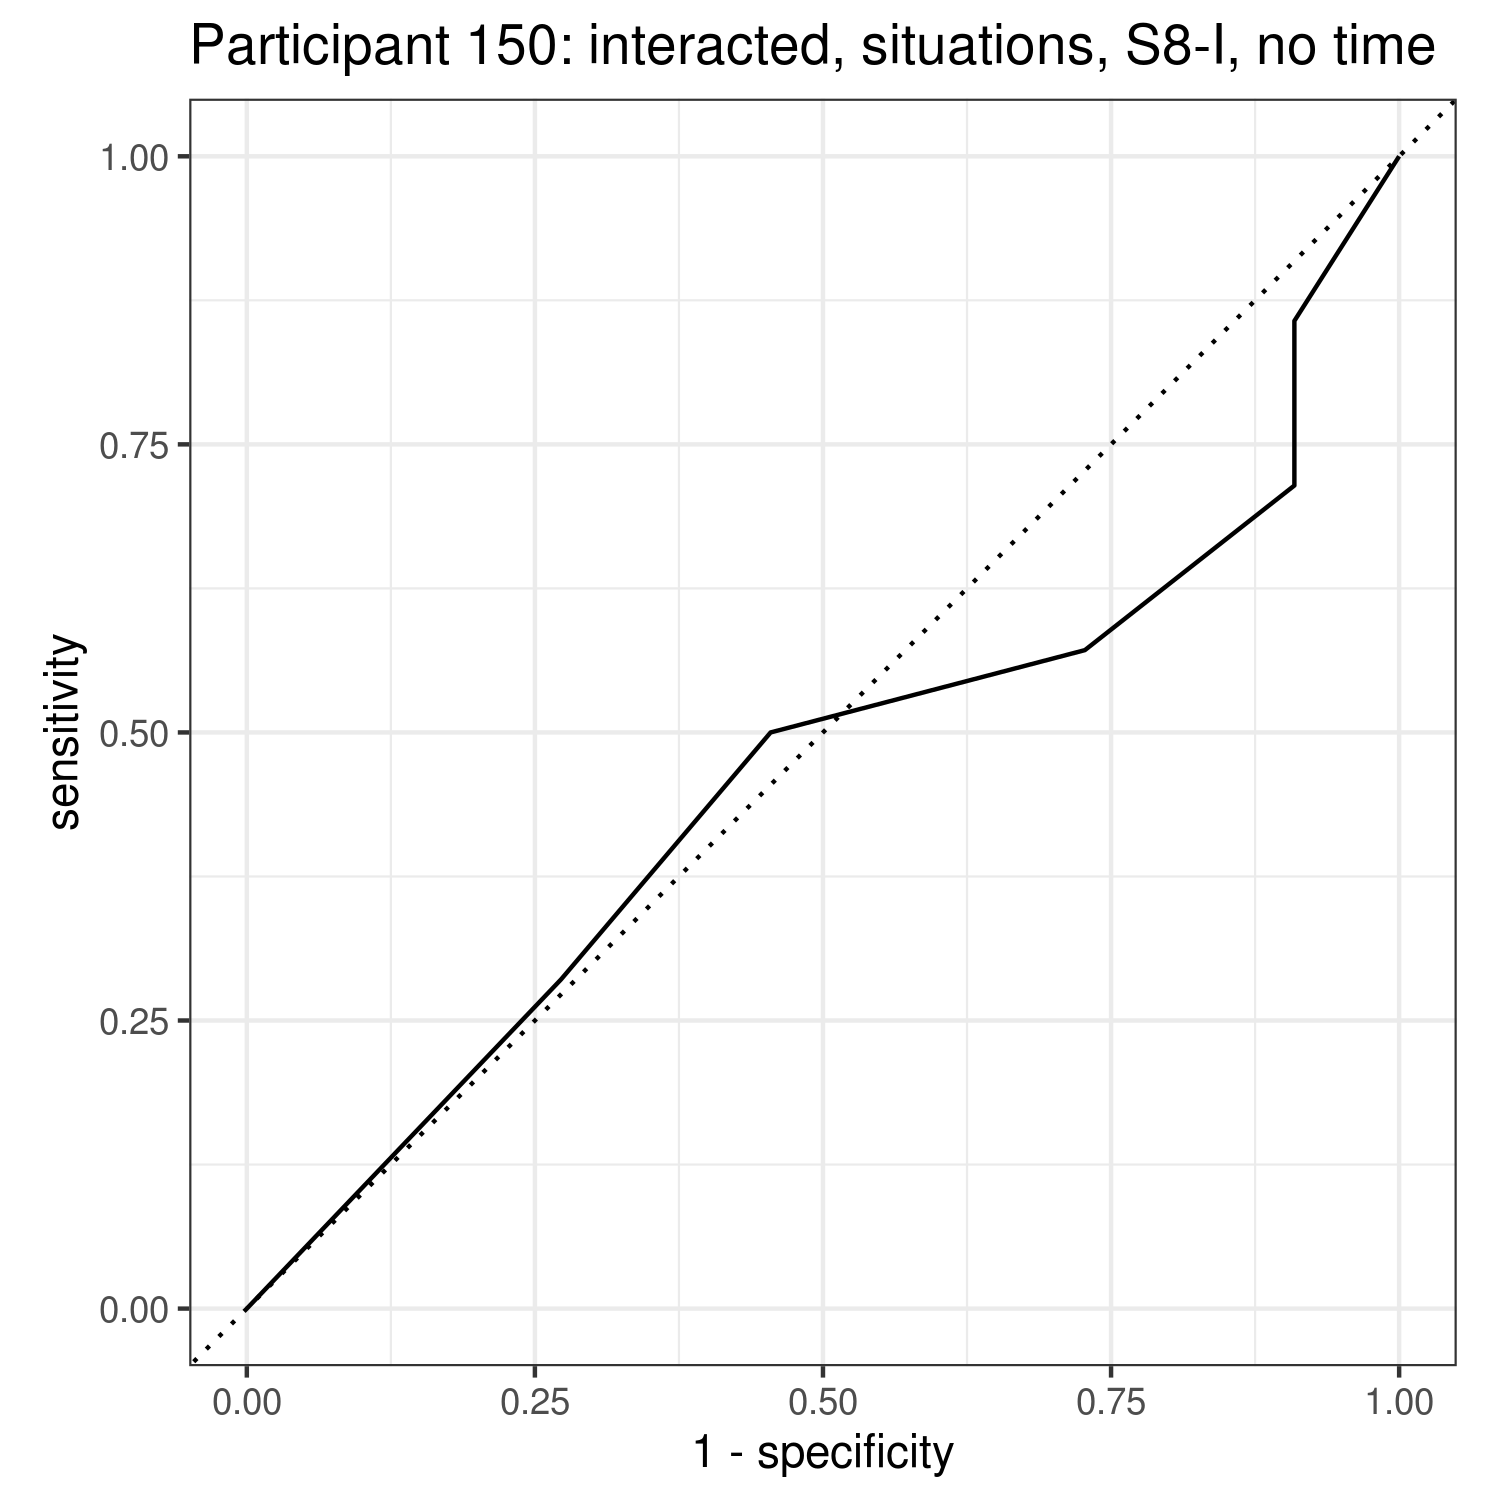 Participant 150: interacted, situations, S8-I, no time
1.00
0.75
0.50
0.25
0.00
sensitivity
0.00 0.25 0.50 0.75 1.00
1 - specificity